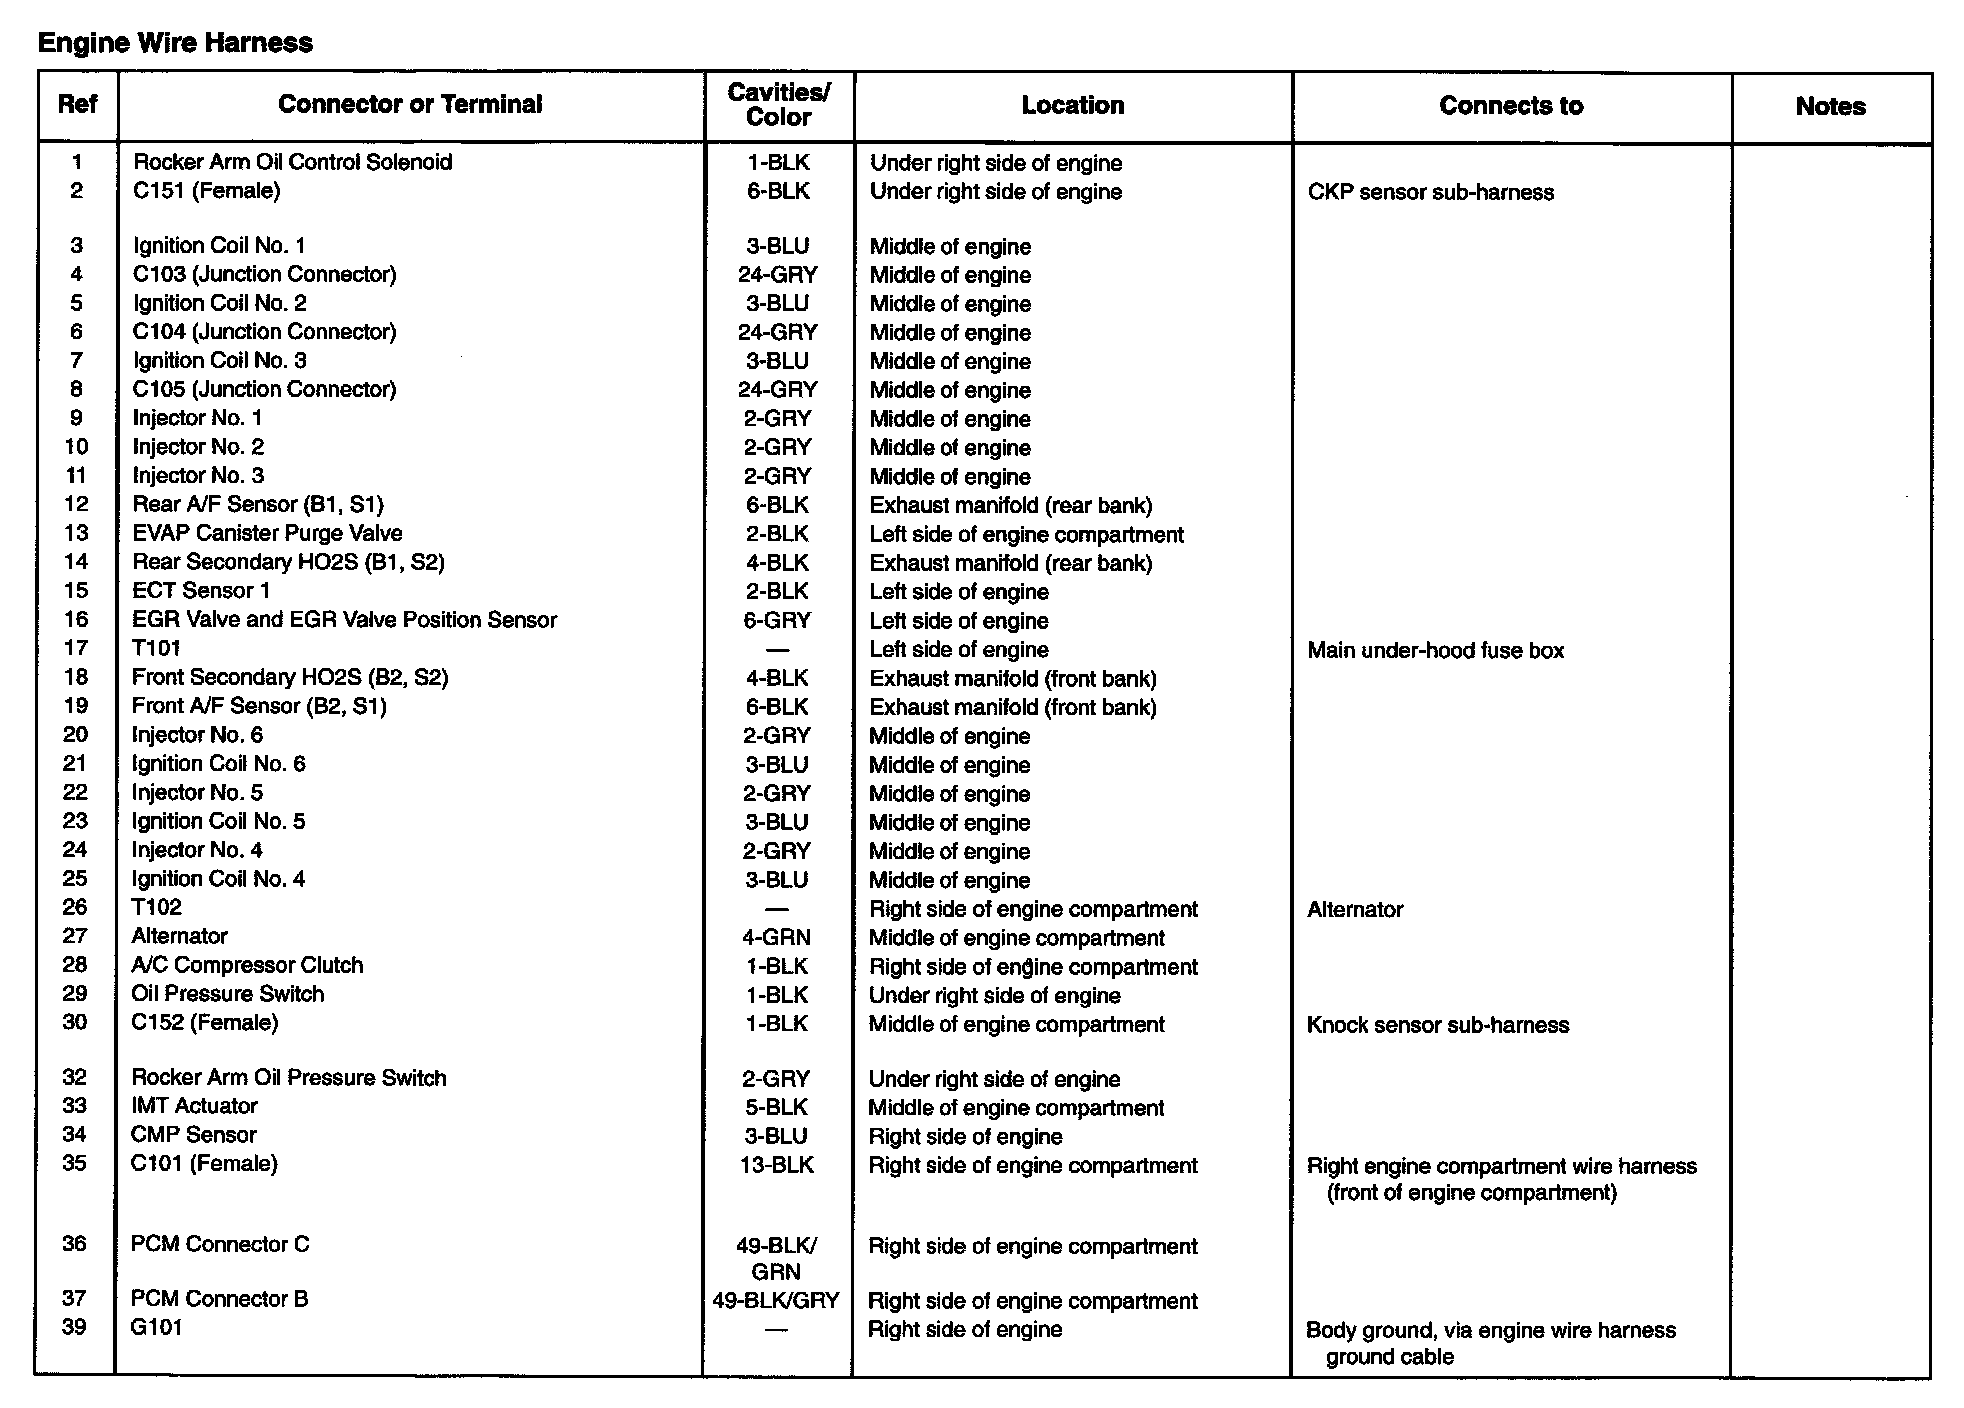 Engine Wire Harness
Ref Connector or Terminal Cavities/ Color Location Connects to Notes
1 Rocker Arm Oil Control Solenoid 1-BLK Under right side of engine
2 C151 (Female) 6-BLK Under right side of engine CKP sensor sub-harness
3 Ignition Coil No. 1 3-BLU Middle of engine
4 C103 (Junction Connector) 24-GRY Middle of engine
5 Ignition Coil No. 2 3-BLU Middle of engine
6 C104 (Junction Connector) 24-GRY Middle of engine
7 Ignition Coil No. 3 3-BLU Middle of engine
8 C105 (Junction Connector) 24-GRY Middle of engine
9 Injector No. 1 2-GRY Middle of engine
10 Injector No. 2 2-GRY Middle of engine
11 Injector No. 3 2-GRY Middle of engine
12 Rear A/F Sensor (B1, S1) 6-BLK Exhaust manifold (rear bank)
13 EVAP Canister Purge Valve 2-BLK Left side of engine compartment
14 Rear Secondary HO2S (B1, S2) 4-BLK Exhaust manifold (rear bank)
15 ECT Sensor 1 2-BLK Left side of engine
16 EGR Valve and EGR Valve Position Sensor 6-GRY Left side of engine
17 T101 — Left side of engine Main under-hood fuse box
18 Front Secondary HO2S (B2, S2) 4-BLK Exhaust manifold (front bank)
19 Front A/F Sensor (B2, S1) 6-BLK Exhaust manifold (front bank)
20 Injector No. 6 2-GRY Middle of engine
21 Ignition Coil No. 6 3-BLU Middle of engine
22 Injector No. 5 2-GRY Middle of engine
23 Ignition Coil No. 5 3-BLU Middle of engine
24 Injector No. 4 2-GRY Middle of engine
25 Ignition Coil No. 4 3-BLU Middle of engine
26 T102 — Right side of engine compartment Alternator
27 Alternator 4-GRN Middle of engine compartment
28 A/C Compressor Clutch 1-BLK Right side of engine compartment
29 Oil Pressure Switch 1-BLK Under right side of engine
30 C152 (Female) 1-BLK Middle of engine compartment Knock sensor sub-harness
32 Rocker Arm Oil Pressure Switch 2-GRY Under right side of engine
33 IMT Actuator 5-BLK Middle of engine compartment
34 CMP Sensor 3-BLU Right side of engine
35 C101 (Female) 13-BLK Right side of engine compartment Right engine compartment wire harness
(front of engine compartment)
36 PCM Connector C 49-BLK/ Right side of engine compartment
GRN
37 PCM Connector B 49-BLK/GRY Right side of engine compartment
39 G101 — Right side of engine Body ground, via engine wire harness
ground cable